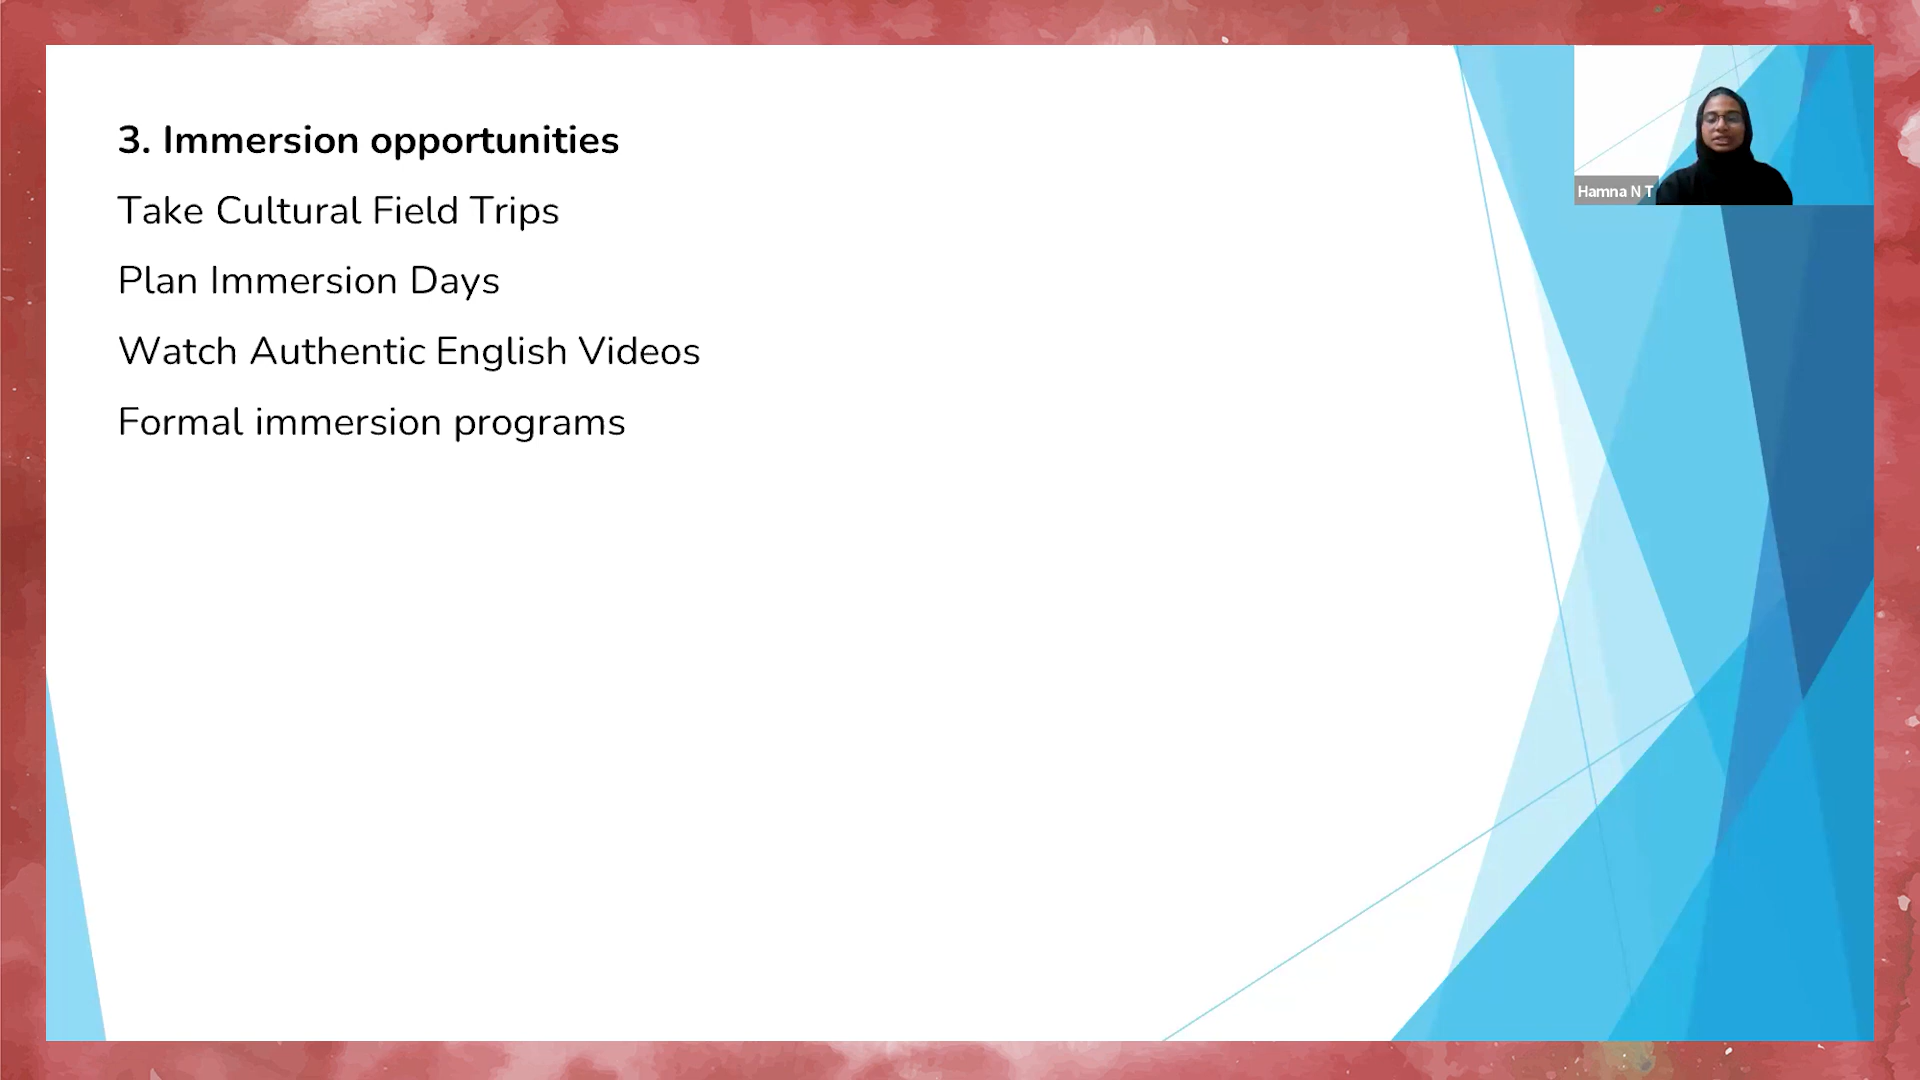 3. Immersion opportunities
Take Cultural Field Trips
Plan Immersion Days
Watch Authentic English Videos
Formal immersion programs
Hamna N T